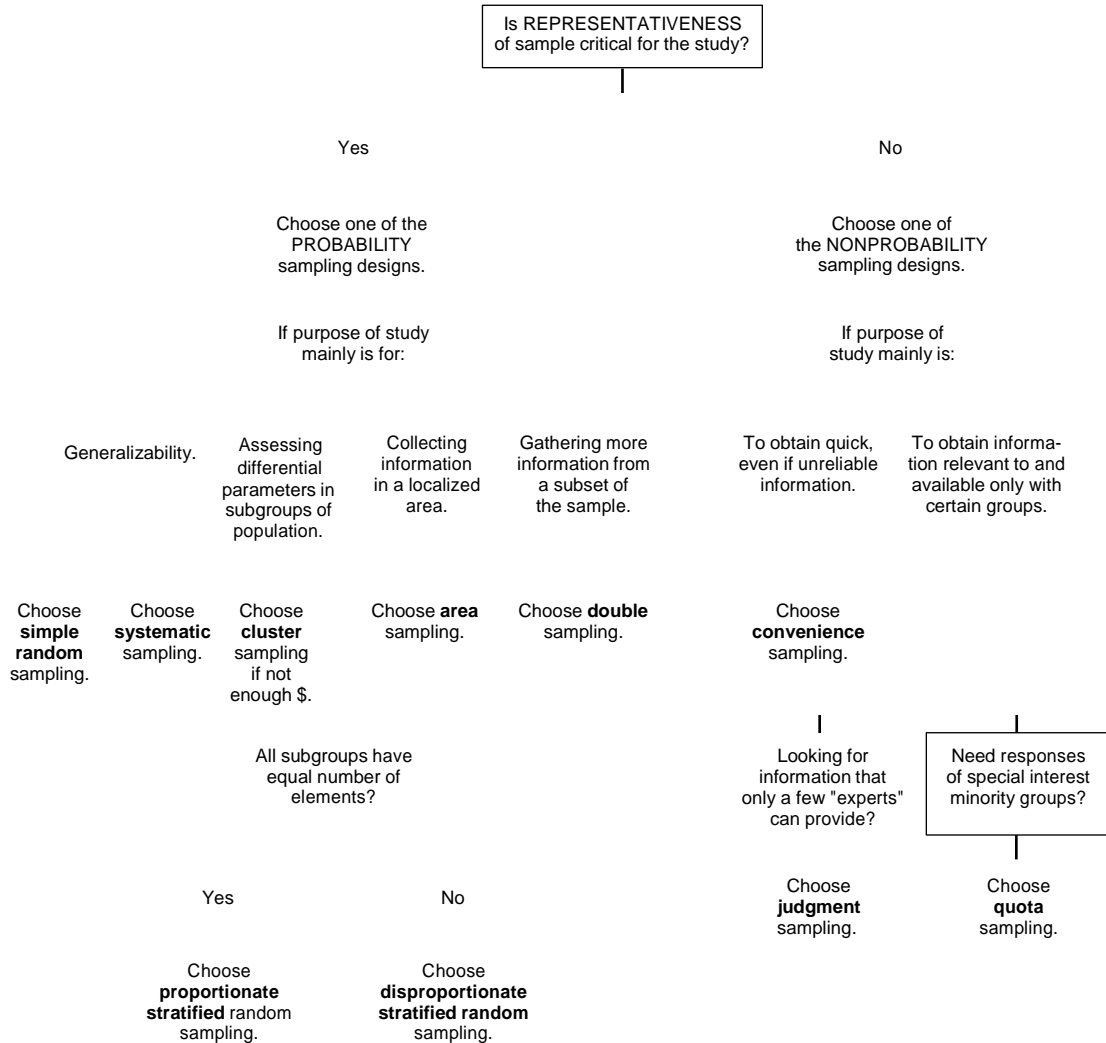 Is REPRESENTATIVENESS
of sample critical for the study?
Yes
No
Choose one of the
PROBABILITY
sampling designs.
Choose one of
the NONPROBABILITY
sampling designs.
If purpose of study
mainly is for:
If purpose of
study mainly is:
Generalizability.
Assessing
differential
parameters in
subgroups of
population.
Collecting
information
in a localized
area.
Gathering more
information from
a subset of
the sample.
To obtain quick,
even if unreliable
information.
To obtain informa-
tion relevant to and
available only with
certain groups.
Choose
simple
random
sampling.
Choose
systematic
sampling.
Choose
cluster
sampling
if not
enough $.
Choose area
sampling.
Choose double
sampling.
Choose
convenience
sampling.
All subgroups have
equal number of
elements?
Looking for
information that
only a few "experts"
can provide?
Need responses
of special interest
minority groups?
Yes
No
Choose
judgment
sampling.
Choose
quota
sampling.
Choose
proportionate
stratified random
sampling.
Choose
disproportionate
stratified random
sampling.